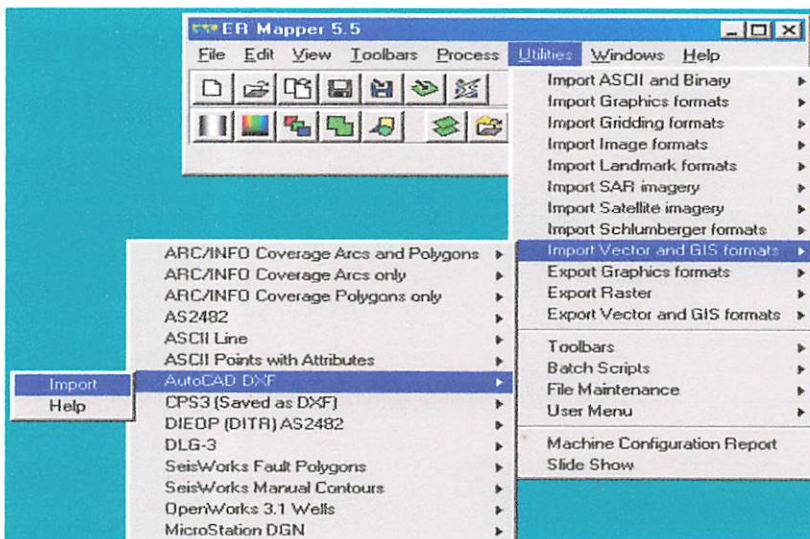 ER Mapper 5.5
File Edit View Toolbars Process Utilities Windows Help
Import ASCII and Binary
Import Graphics formats
Import Gridding formats
Import Image formats
Import Landmark formats
Import SAR imagery
Import Satellite imagery
Import Schlumberger formats
Import Vector and GIS formats
Export Graphics formats
Export Raster
Export Vector and GIS formats
Toolbars
Batch Scripts
File Maintenance
User Menu
Machine Configuration Report
Slide Show
ARC/INFO Coverage Arcs and Polygons
ARC/INFO Coverage Arcs only
ARC/INFO Coverage Polygons only
AS2482
ASCII Line
ASCII Points with Attributes
AutoCAD DXF
CPS3 (Saved as DXF)
DIEOP (DITR) AS2482
DLG-3
SeisWorks Fault Polygons
SeisWorks Manual Contours
OpenWorks 3.1 Wells
MicroStation DGN
Import
Help